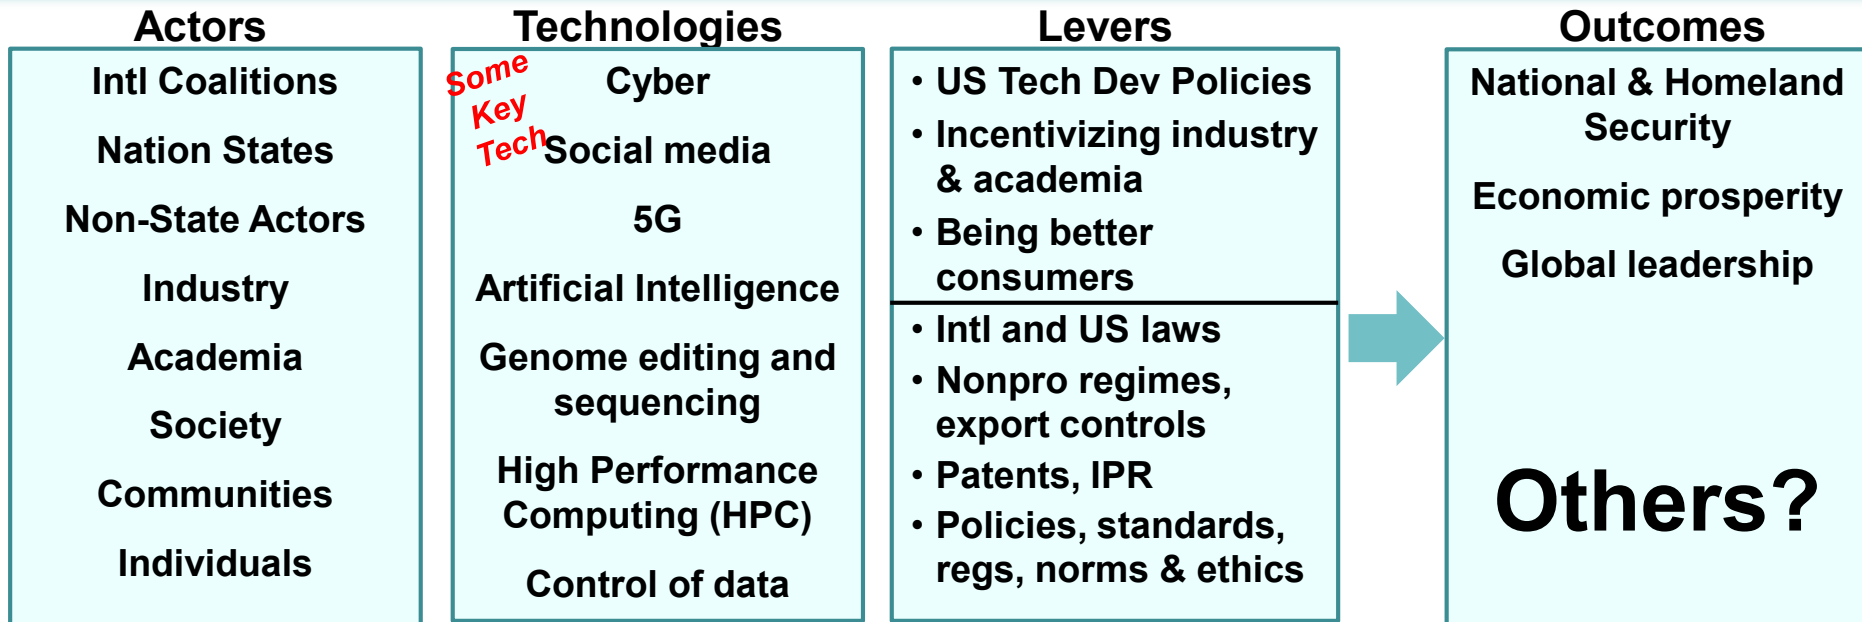 Actors
Intl Coalitions
Nation States
Non-State Actors
Industry
Academia
Society
Communities
Individuals
Technologies
Some
Key
Tech
Cyber
Social media
5G
Artificial Intelligence
Genome editing and
sequencing
High Performance
Computing (HPC)
Control of data
Levers
• US Tech Dev Policies
• Incentivizing industry
& academia
• Being better
consumers
• Intl and US laws
• Nonpro regimes,
export controls
• Patents, IPR
• Policies, standards,
regs, norms & ethics
Outcomes
National & Homeland
Security
Economic prosperity
Global leadership
Others?